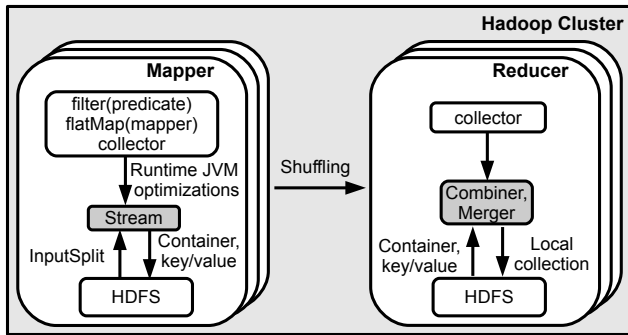 Hadoop Cluster
Mapper
filter(predicate)
flatMap(mapper)
collector
Runtime JVM
optimizations
Stream
InputSplit
Container,
key/value
HDFS
Shuffling
Reducer
collector
Combiner,
Merger
Container,
key/value
Local
collection
HDFS